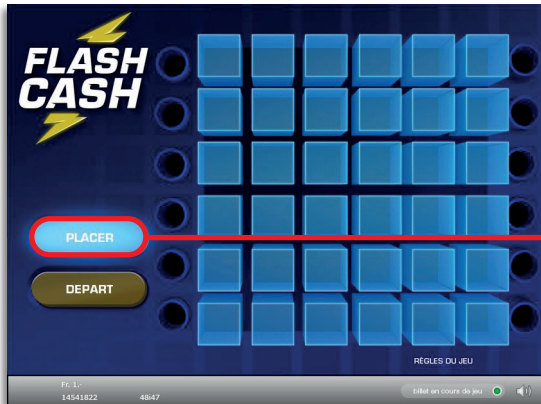 FLASH
CASH
PLACER
DEPART
RÈGLES DU JEU
Fr. 1.-
14541822 48i47
billet en cours de jeu